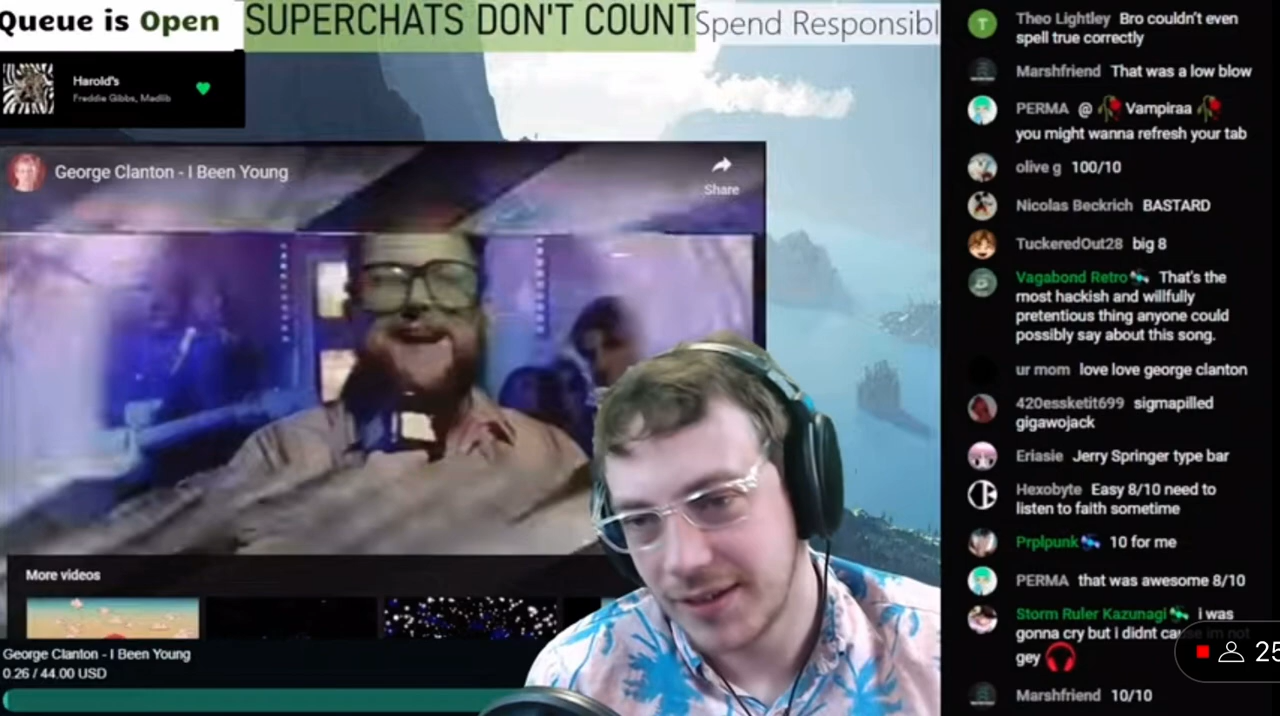 Queue is Open
SUPERCHATS DON'T COUNT
Spend Responsibl
Harold's
Freddie Gibbs, Madlib
George Clanton - I Been Young
Share
More videos
George Clanton - I Been Young
0.26 / 44.00 USD
T
Theo Lightley Bro couldn't even
spell true correctly
Marshfriend That was a low blow
PERMA @🥀Vampiraa🥀
you might wanna refresh your tab
olive g 100/10
Nicolas Beckrich BASTARD
TuckeredOut28 big 8
Vagabond Retro That's the
most hackish and willfully
pretentious thing anyone could
possibly say about this song.
ur mom love love george clanton
420essketit699 sigmapilled
gigawojack
Eriasie Jerry Springer type bar
Hexobyte Easy 8/10 need to
listen to faith sometime
Prplpunk 10 for me
PERMA that was awesome 8/10
Storm Ruler Kazunagi i was
gonna cry but i didnt cause im not
gey
25
Marshfriend 10/10